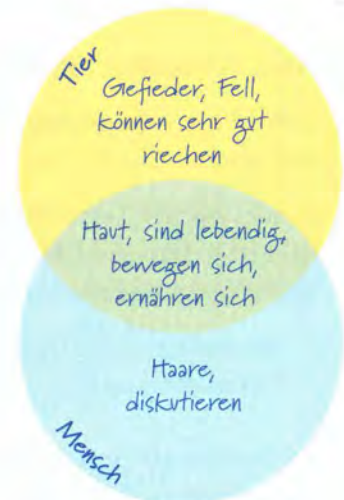 Tier
Gefieder, Fell,
können sehr gut
riechen
Haut, sind lebendig,
bewegen sich,
ernähren sich
Haare,
diskutieren
Mensch